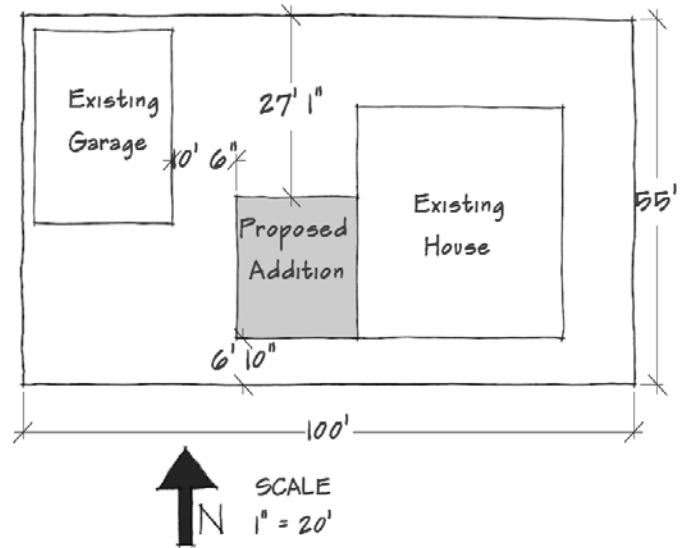 Existing
Garage
27' 1"
10' 6"
Existing
House
55'
Proposed
Addition
6' 10"
100'
N
SCALE
1" = 20'